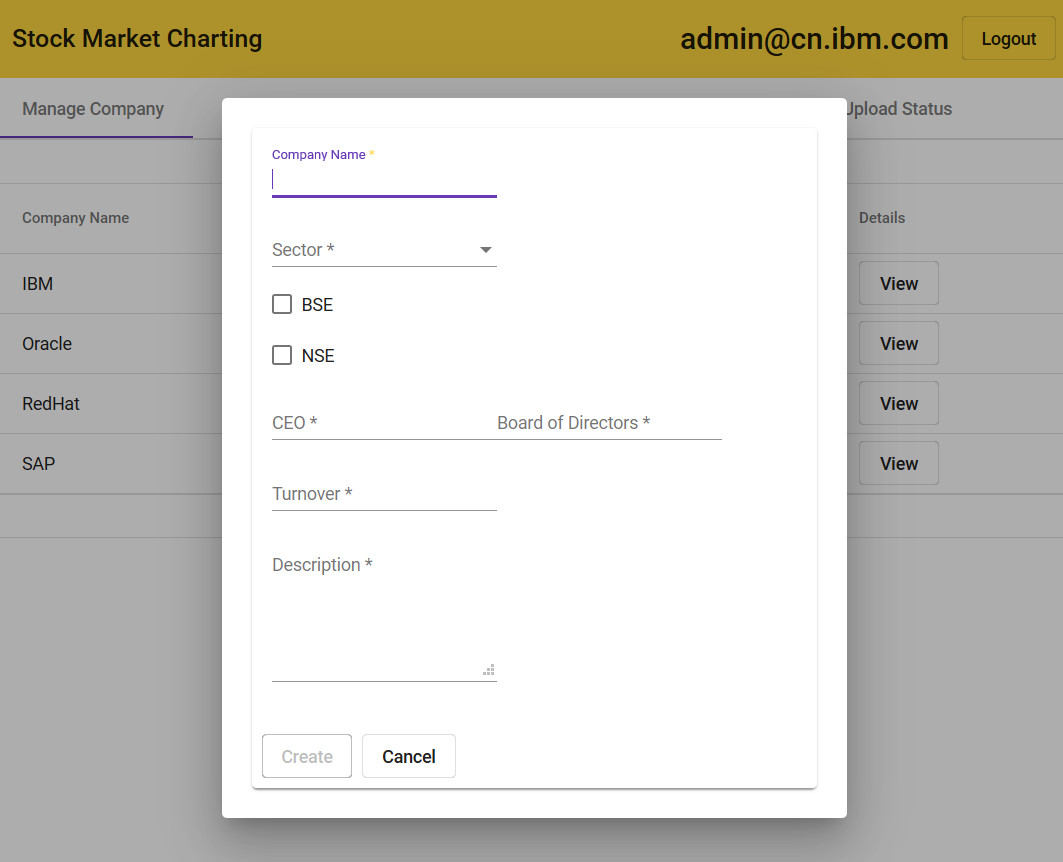 Stock Market Charting admin@cn.ibm.com Logout
Manage Company Upload Status
Company Name *
Company Name Details
Sector *
IBM View
BSE
Oracle View
NSE
RedHat View
CEO * Board of Directors *
SAP View
Turnover *
Description *
Create Cancel